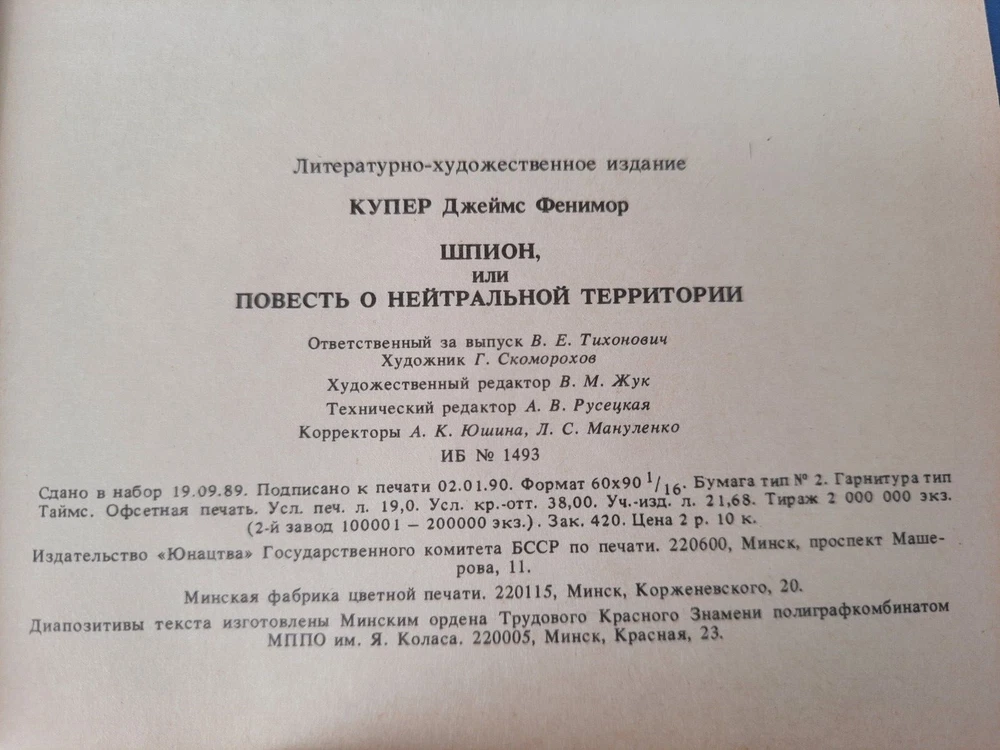 Литературно-художественное издание
КУПЕР Джеймс Фенимор
ШПИОН,
или
ПОВЕСТЬ О НЕЙТРАЛЬНОЙ ТЕРРИТОРИИ
Ответственный за выпуск В. Е. Тихонович
Художник Г. Скоморохов
Художественный редактор В. М. Жук
Технический редактор А. В. Русецкая
Корректоры А. К. Юшина, Л. С. Мануленко
ИБ № 1493
Сдано в набор 19.09.89. Подписано к печати 02.01.90. Формат 60х90 1/16. Бумага тип № 2. Гарнитура тип
Таймс. Офсетная печать. Усл. печ. л. 19,0. Усл. кр.-отт. 38,00. Уч.-изд. л. 21,68. Тираж 2 000 000 экз.
(2-й завод 100001 — 200000 экз.). Зак. 420. Цена 2 р. 10 к.
Издательство «Юнацтва» Государственного комитета БССР по печати. 220600, Минск, проспект Маше-
рова, 11.
Минская фабрика цветной печати. 220115, Минск, Корженевского, 20.
Диапозитивы текста изготовлены Минским ордена Трудового Красного Знамени полиграфкомбинатом
МППО им. Я. Коласа. 220005, Минск, Красная, 23.